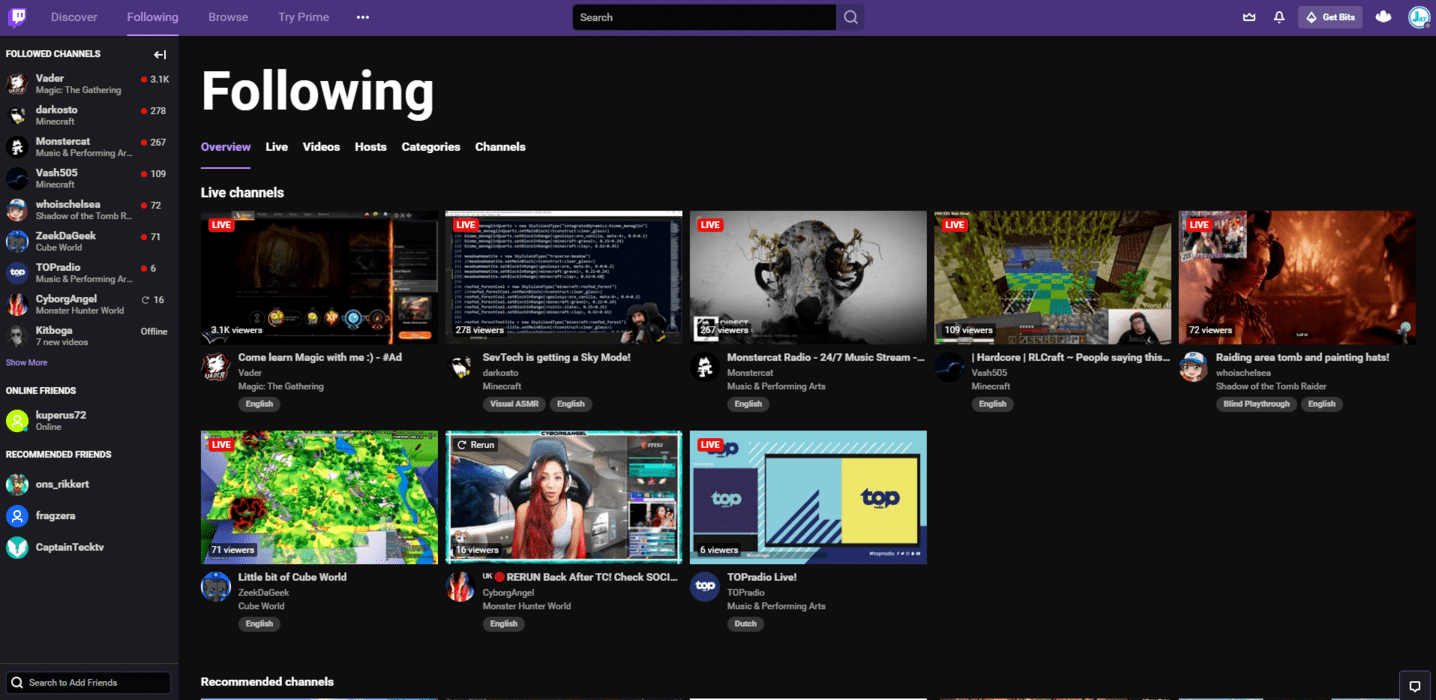 Discover
Following
Browse
Try Prime
Search
Get Bits
FOLLOWED CHANNELS
Vader
3.1K
Magic: The Gathering
darkosto
278
Minecraft
Monstercat
267
Music & Performing Ar...
Vash505
109
Minecraft
whoischelsea
72
Shadow of the Tomb R...
ZeekDaGeek
71
Cube World
TOPradio
6
Music & Performing Ar...
CyborgAngel
16
Monster Hunter World
Kitboga
Offline
7 new videos
Show More
ONLINE FRIENDS
kuperus72
Online
RECOMMENDED FRIENDS
ons_rikkert
fragzera
CaptainTecktv
Search to Add Friends
Following
Overview
Live
Videos
Hosts
Categories
Channels
Live channels
LIVE
3.1K viewers
Come learn Magic with me :) - #Ad
Vader
Magic: The Gathering
English
LIVE
278 viewers
SevTech is getting a Sky Mode!
darkosto
Minecraft
Visual ASMR
English
LIVE
267 viewers
Monstercat Radio - 24/7 Music Stream -...
Monstercat
Music & Performing Arts
English
LIVE
109 viewers
| Hardcore | RLCraft ~ People saying this...
Vash505
Minecraft
English
LIVE
72 viewers
Raiding area tomb and painting hats!
whoischelsea
Shadow of the Tomb Raider
Blind Playthrough
English
LIVE
71 viewers
Little bit of Cube World
ZeekDaGeek
Cube World
English
Rerun
CYBORGANGEL
msi
16 viewers
UK RERUN Back After TC! Check SOCI...
CyborgAngel
Monster Hunter World
English
LIVE
top
top
radio
#topradio
6 viewers
TOPradio Live!
TOPradio
Music & Performing Arts
Dutch
Recommended channels